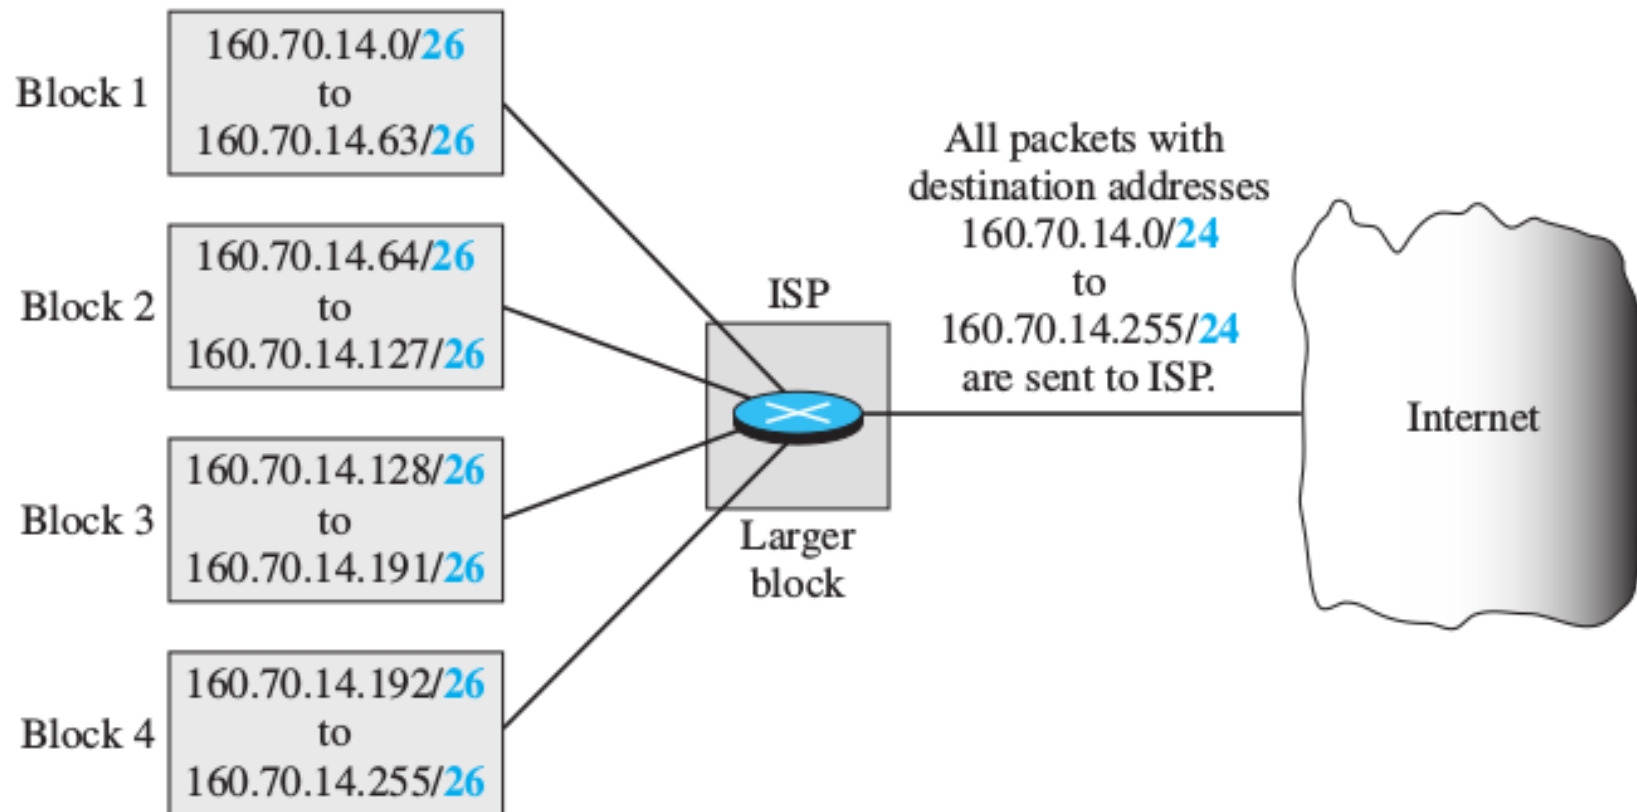 Block 1
160.70.14.0/26
to
160.70.14.63/26
Block 2
160.70.14.64/26
to
160.70.14.127/26
Block 3
160.70.14.128/26
to
160.70.14.191/26
Block 4
160.70.14.192/26
to
160.70.14.255/26
ISP
Larger
block
All packets with
destination addresses
160.70.14.0/24
to
160.70.14.255/24
are sent to ISP.
Internet